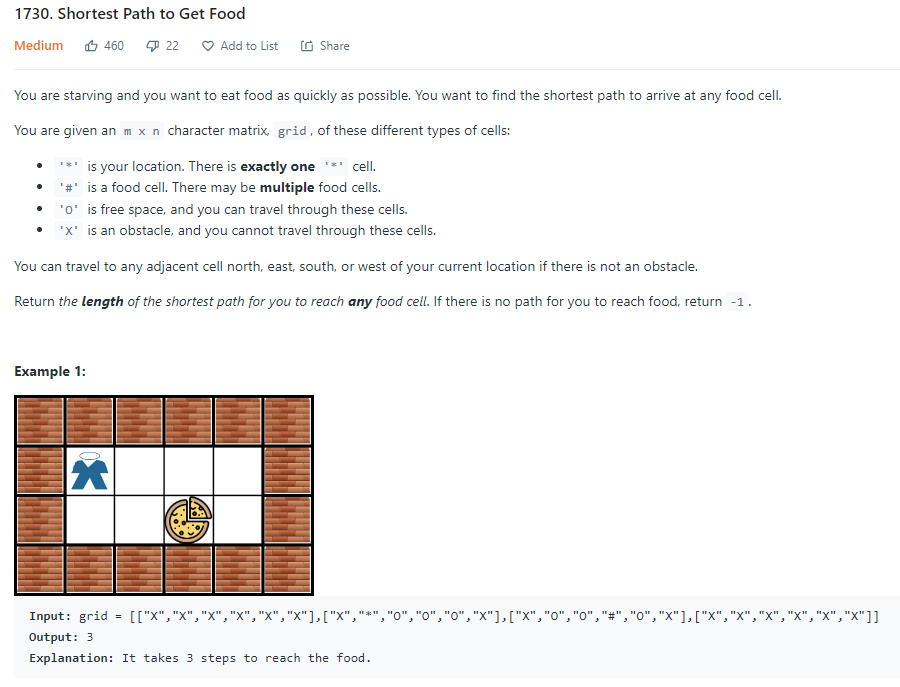 1730. Shortest Path to Get Food
Medium 460 22 Add to List Share
You are starving and you want to eat food as quickly as possible. You want to find the shortest path to arrive at any food cell.
You are given an m x n character matrix, grid, of these different types of cells:
• '*' is your location. There is exactly one '*' cell.
• '#' is a food cell. There may be multiple food cells.
• 'O' is free space, and you can travel through these cells.
• 'X' is an obstacle, and you cannot travel through these cells.
You can travel to any adjacent cell north, east, south, or west of your current location if there is not an obstacle.
Return the length of the shortest path for you to reach any food cell. If there is no path for you to reach food, return -1.
Example 1:
Input: grid = [["X","X","X","X","X","X"],["X","*","O","O","O","X"],["X","O","O","#","O","X"],["X","X","X","X","X","X"]]
Output: 3
Explanation: It takes 3 steps to reach the food.